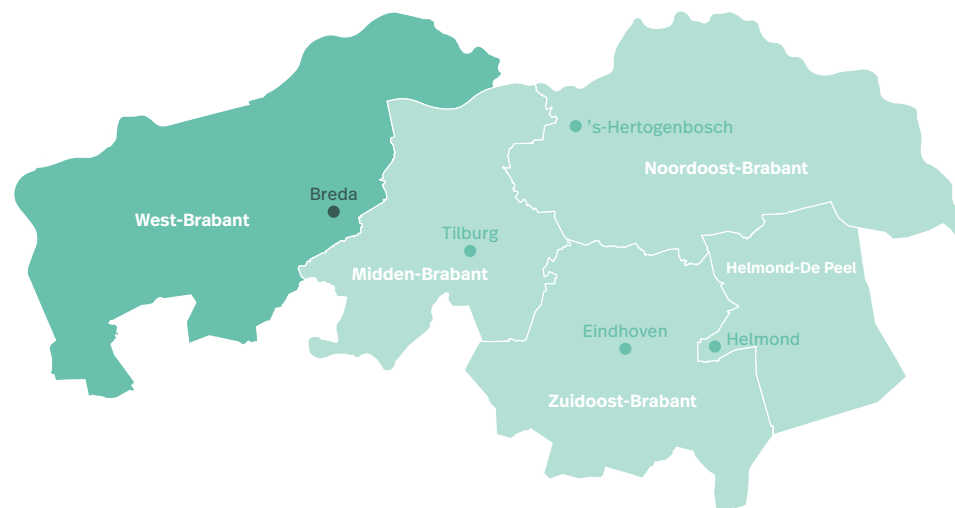 's-Hertogenbosch
Noordoost-Brabant
Breda
West-Brabant
Tilburg
Midden-Brabant
Helmond-De Peel
Eindhoven
Helmond
Zuidoost-Brabant